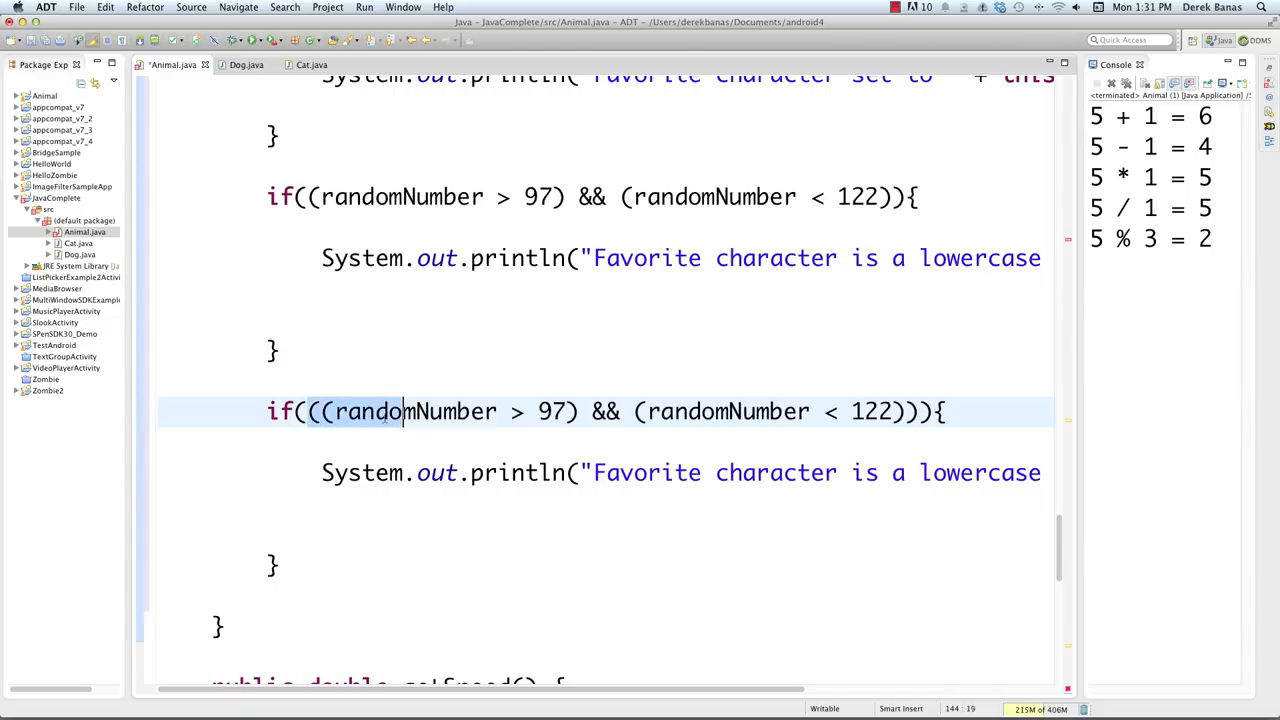 ADT File Edit Refactor Source Navigate Search Project Run Window Help 10 Mon 1:31 PM Derek Banas
Java – JavaComplete/src/Animal.java – ADT – /Users/derekbanas/Documents/android4
Quick Access Java DDMS
Package Exp *Animal.java Dog.java Cat.java Console
<terminated> Animal (1) [Java Application] /S
Animal
appcompat_v7
appcompat_v7_2
appcompat_v7_3
appcompat_v7_4
BridgeSample
HelloWorld
HelloZombie
ImageFilterSampleApp
JavaComplete
src
(default package)
Animal.java
Cat.java
Dog.java
JRE System Library [Ja
ListPickerExample2Activi
MediaBrowser
MultiWindowSDKExample
MusicPlayerActivity
SlookActivity
SPenSDK30_Demo
TestAndroid
TextGroupActivity
VideoPlayerActivity
Zombie
Zombie2
System.out.println("Favorite character set to " + this
}
if((randomNumber > 97) && (randomNumber < 122)){
System.out.println("Favorite character is a lowercase
}
if(((randomNumber > 97) && (randomNumber < 122))){
System.out.println("Favorite character is a lowercase
}
}
public double getSpeed() {
5 + 1 = 6
5 - 1 = 4
5 * 1 = 5
5 / 1 = 5
5 % 3 = 2
Writable Smart Insert 144 : 19 215M of 406M